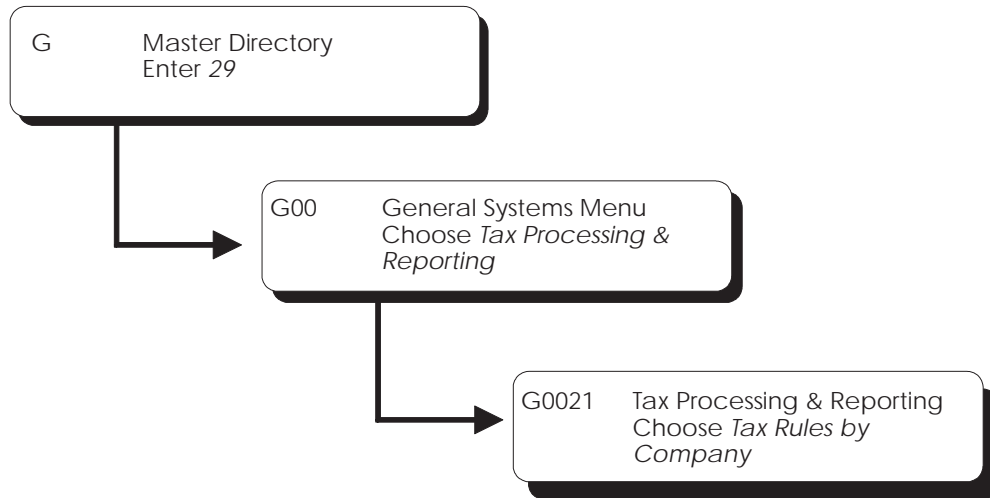 G Master Directory
Enter 29
G00 General Systems Menu
Choose Tax Processing &
Reporting
G0021 Tax Processing & Reporting
Choose Tax Rules by
Company